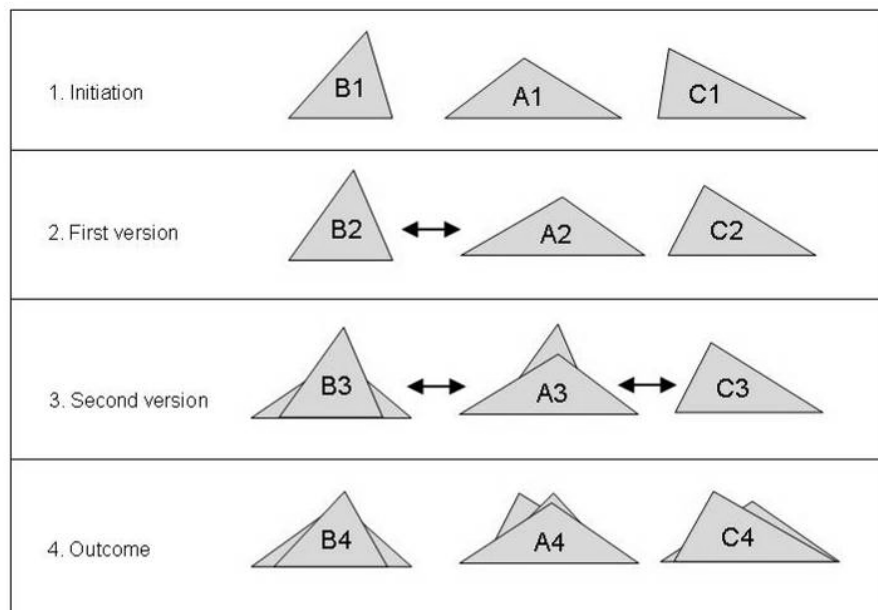 1. Initiation
B1
A1
C1
2. First version
B2
A2
C2
3. Second version
B3
A3
C3
4. Outcome
B4
A4
C4